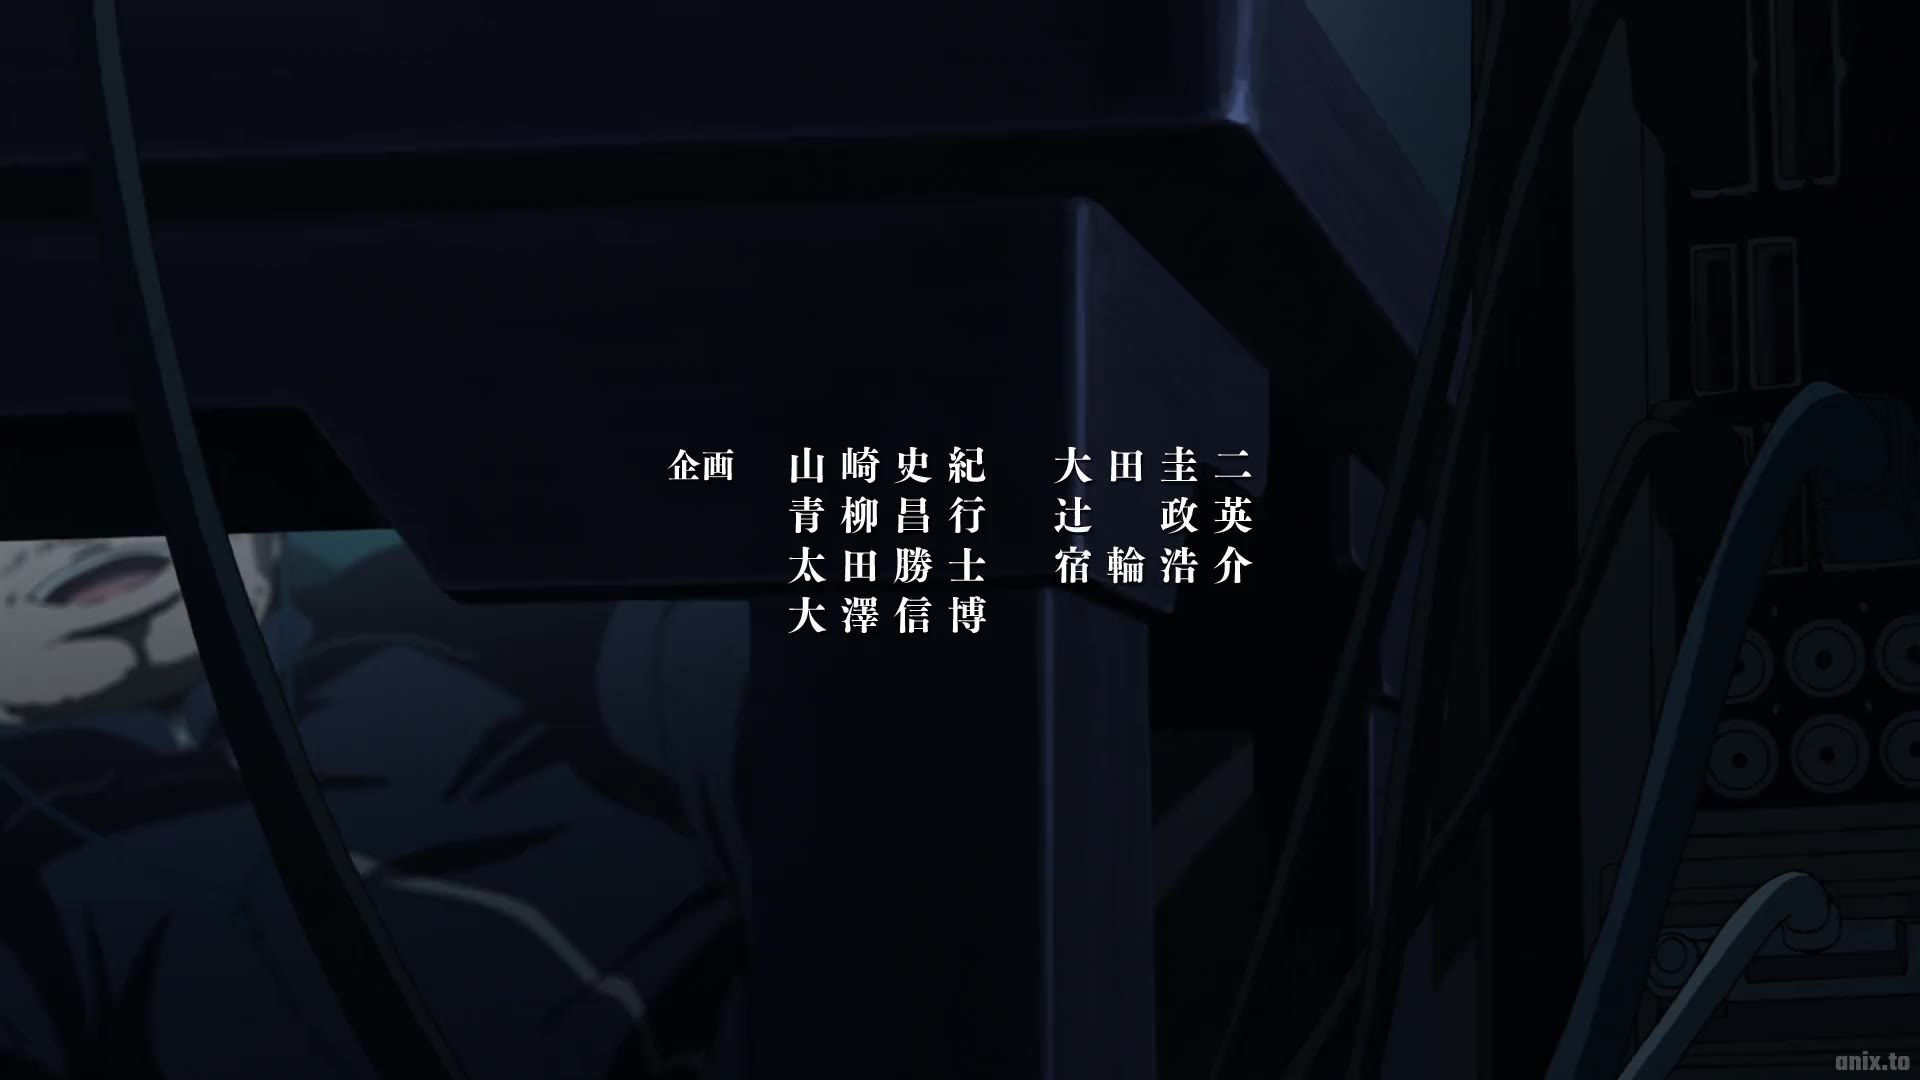 企画 山崎史紀 大田圭二
青柳昌行 辻 政英
太田勝士 宿輪浩介
大澤信博
anix.to